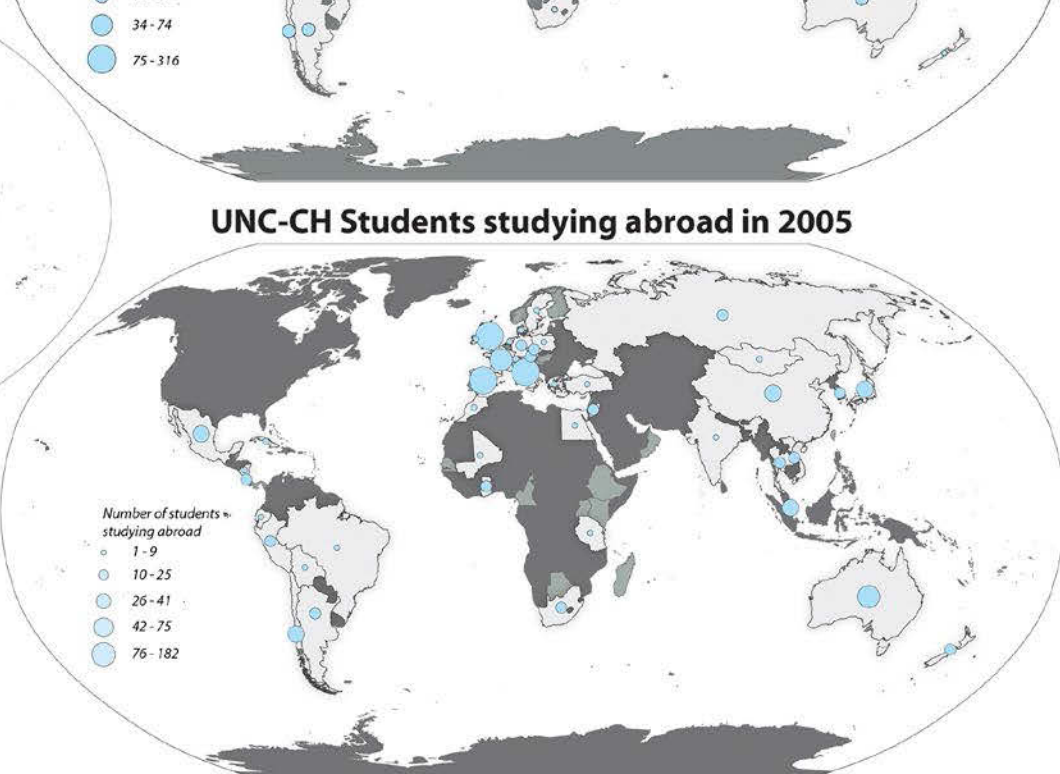 34 - 74
75 - 316
UNC-CH Students studying abroad in 2005
Number of students
studying abroad
1 - 9
10 - 25
26 - 41
42 - 75
76 - 182